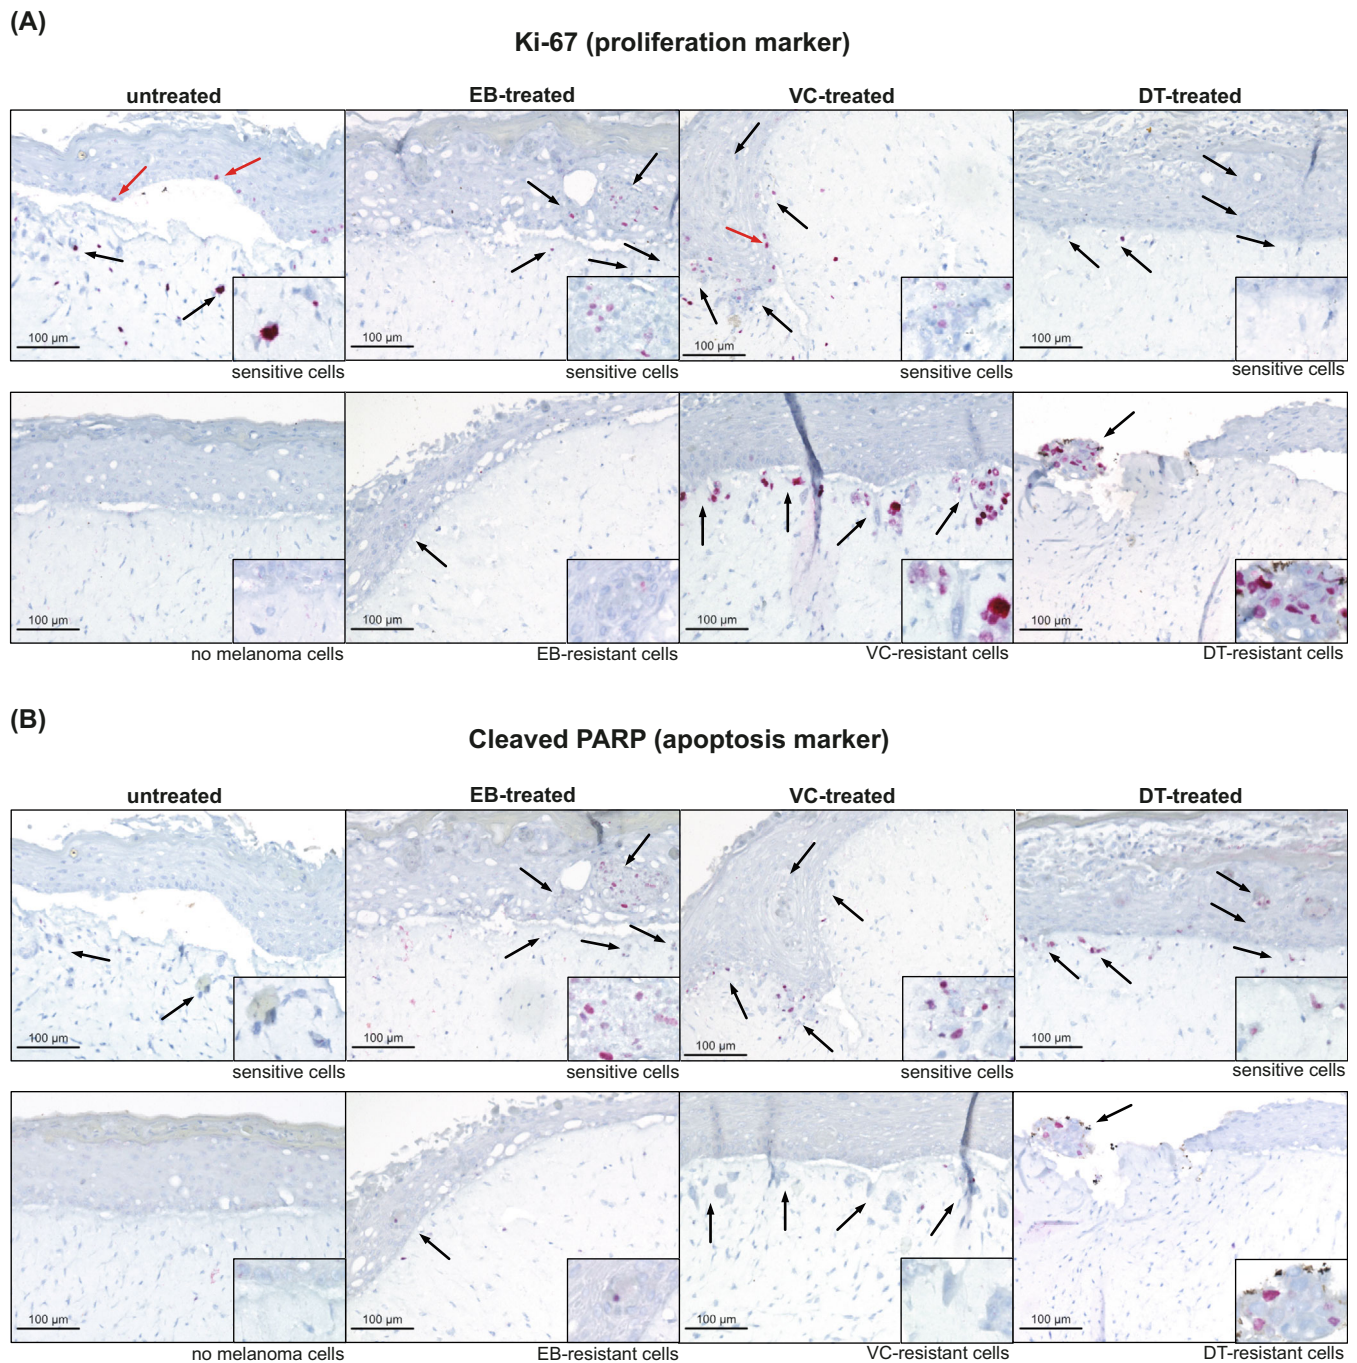 (A)
Ki-67 (proliferation marker)
untreated EB-treated VC-treated DT-treated
100 µm 100 µm 100 µm 100 µm
sensitive cells sensitive cells sensitive cells sensitive cells
100 µm 100 µm 100 µm 100 µm
no melanoma cells EB-resistant cells VC-resistant cells DT-resistant cells
(B)
Cleaved PARP (apoptosis marker)
untreated EB-treated VC-treated DT-treated
100 µm 100 µm 100 µm 100 µm
sensitive cells sensitive cells sensitive cells sensitive cells
100 µm 100 µm 100 µm 100 µm
no melanoma cells EB-resistant cells VC-resistant cells DT-resistant cells